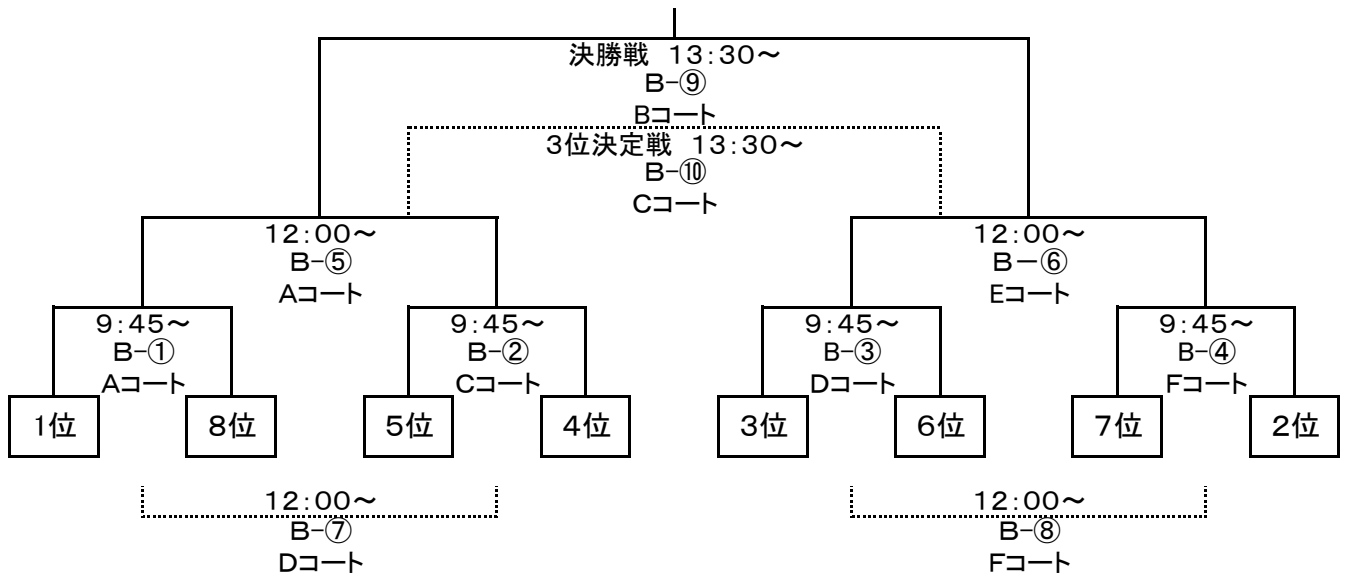 決勝戦　13:30～
B-⑨
Bコート
3位決定戦　13:30～
B-⑩
Cコート
12:00～
B-⑤
Aコート
12:00～
B－⑥
Eコート
9:45～
B-①
Aコート
9:45～
B-②
Cコート
9:45～
B-③
Dコート
9:45～
B-④
Fコート
1位
8位
5位
4位
3位
6位
7位
2位
12:00～
B-⑦
Dコート
12:00～
B-⑧
Fコート